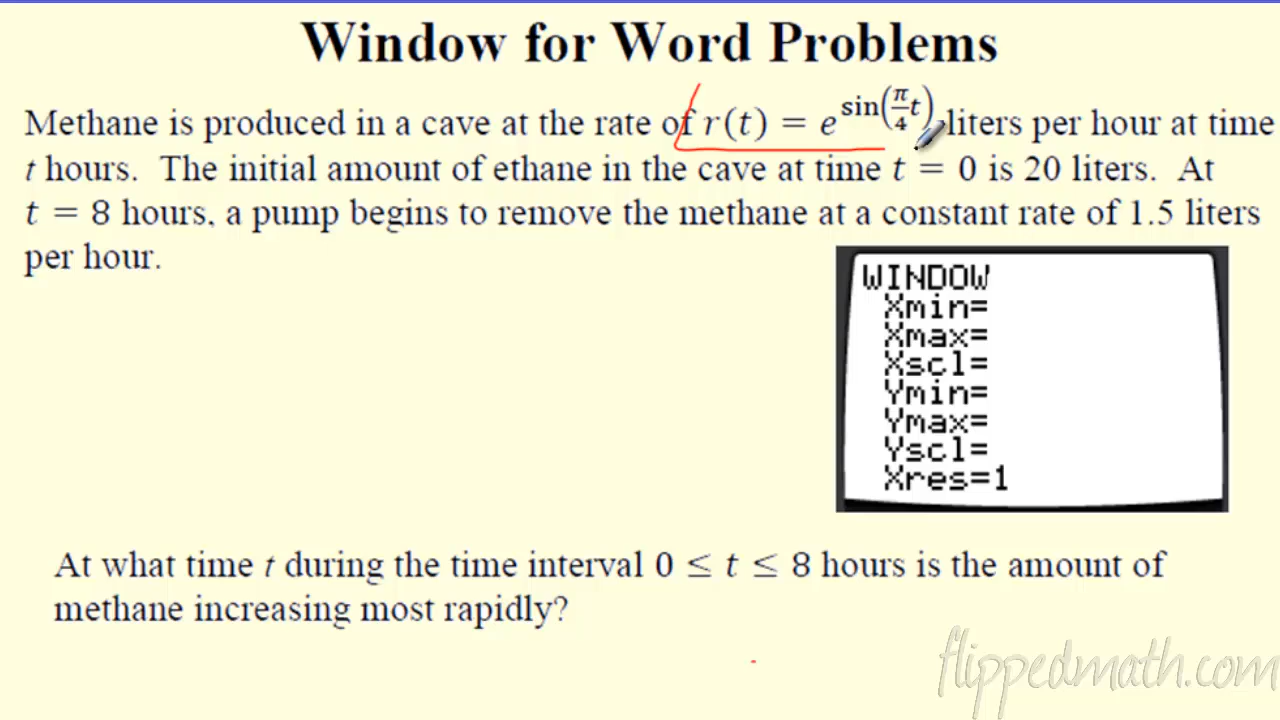 Window for Word Problems
Methane is produced in a cave at the rate of r(t) = e^sin(π/4 t) liters per hour at time
t hours. The initial amount of ethane in the cave at time t = 0 is 20 liters. At
t = 8 hours, a pump begins to remove the methane at a constant rate of 1.5 liters
per hour.
WINDOW
Xmin=
Xmax=
Xscl=
Ymin=
Ymax=
Yscl=
Xres=1
At what time t during the time interval 0 ≤ t ≤ 8 hours is the amount of
methane increasing most rapidly?
flippedmath.com